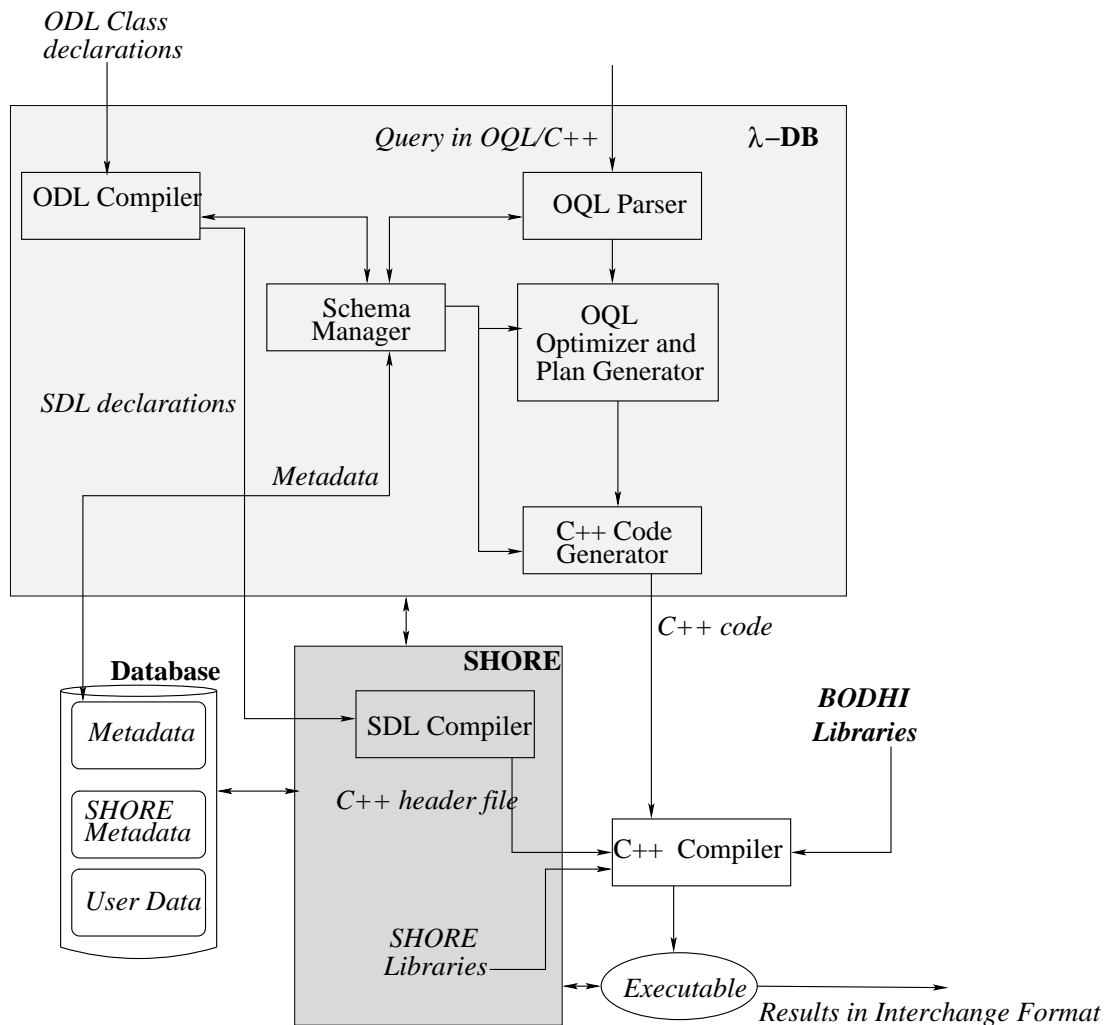 ODL Class
declarations
Query in OQL/C++
λ−DB
ODL Compiler
OQL Parser
Schema
Manager
OQL
Optimizer and
Plan Generator
SDL declarations
Metadata
C++ Code
Generator
C++ code
Database
SHORE
Metadata
SDL Compiler
BODHI
Libraries
SHORE
Metadata
C++ header file
C++ Compiler
User Data
SHORE
Libraries
Executable
Results in Interchange Format